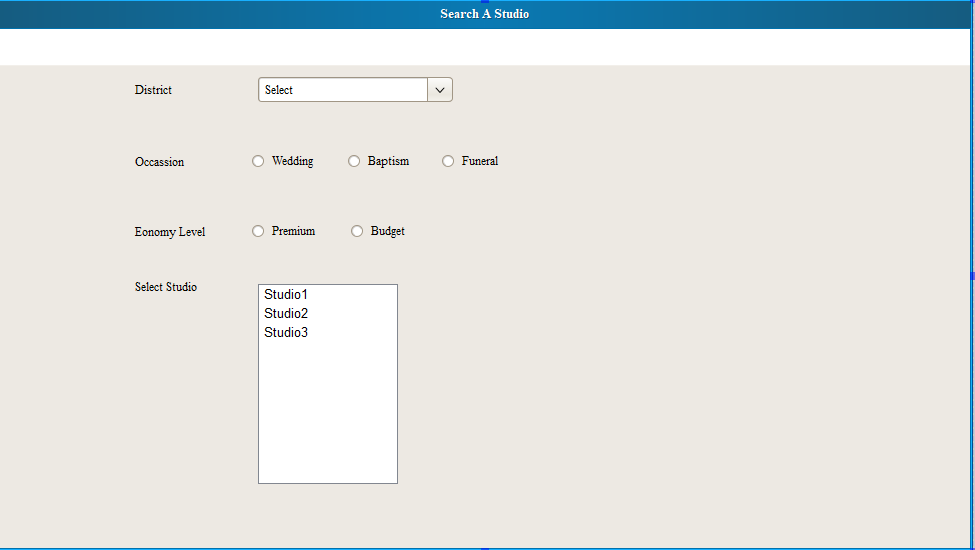 Search A Studio
District Select
Occassion Wedding Baptism Funeral
Eonomy Level Premium Budget
Select Studio
Studio1
Studio2
Studio3